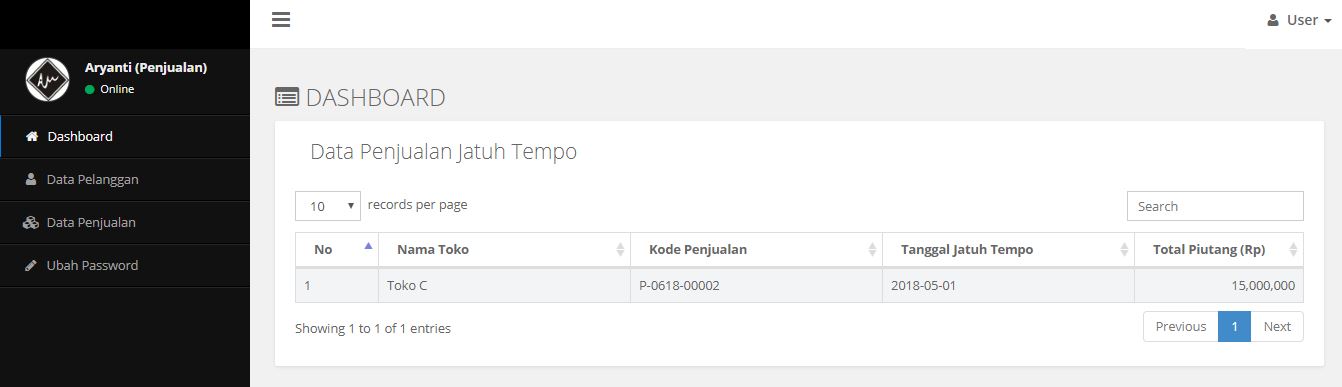 User
Aryanti (Penjualan)
Online
Dashboard
Data Pelanggan
Data Penjualan
Ubah Password
DASHBOARD
Data Penjualan Jatuh Tempo
10 records per page
Search
No Nama Toko Kode Penjualan Tanggal Jatuh Tempo Total Piutang (Rp)
1 Toko C P-0618-00002 2018-05-01 15,000,000
Showing 1 to 1 of 1 entries
Previous 1 Next